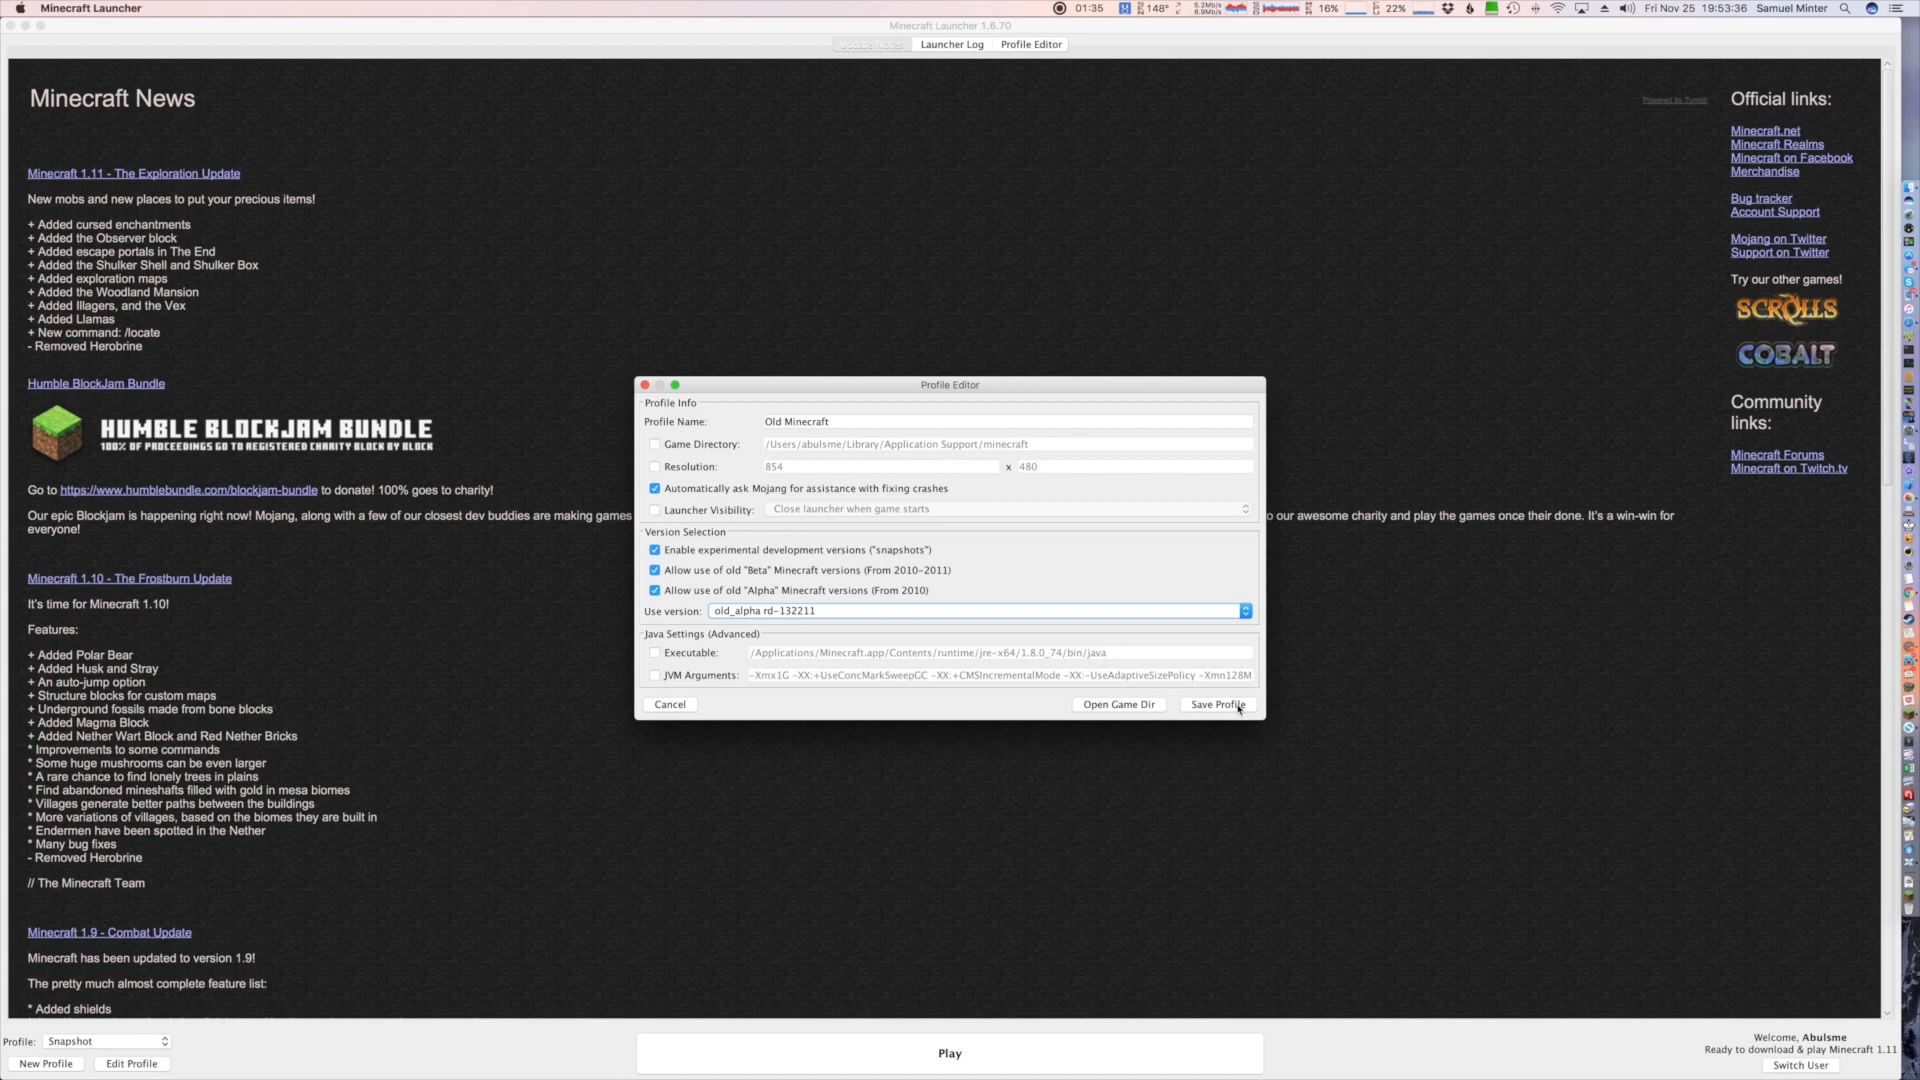 Minecraft Launcher
01:35
148°
5.2Mb/s
8.9Mb/s
16%
22%
Fri Nov 25 19:53:36
Samuel Minter
Minecraft Launcher 1.6.70
Update Notes
Launcher Log
Profile Editor
Minecraft News
Powered by Tumblr
Minecraft 1.11 - The Exploration Update
New mobs and new places to put your precious items!
+ Added cursed enchantments
+ Added the Observer block
+ Added escape portals in The End
+ Added the Shulker Shell and Shulker Box
+ Added exploration maps
+ Added the Woodland Mansion
+ Added Illagers, and the Vex
+ Added Llamas
+ New command: /locate
- Removed Herobrine
Humble BlockJam Bundle
HUMBLE BLOCKJAM BUNDLE
100% OF PROCEEDINGS GO TO REGISTERED CHARITY BLOCK BY BLOCK
Go to https://www.humblebundle.com/blockjam-bundle to donate! 100% goes to charity!
Our epic Blockjam is happening right now! Mojang, along with a few of our closest dev buddies are making games
o our awesome charity and play the games once their done. It's a win-win for
everyone!
Minecraft 1.10 - The Frostburn Update
It's time for Minecraft 1.10!
Features:
+ Added Polar Bear
+ Added Husk and Stray
+ An auto-jump option
+ Structure blocks for custom maps
+ Underground fossils made from bone blocks
+ Added Magma Block
+ Added Nether Wart Block and Red Nether Bricks
* Improvements to some commands
* Some huge mushrooms can be even larger
* A rare chance to find lonely trees in plains
* Find abandoned mineshafts filled with gold in mesa biomes
* Villages generate better paths between the buildings
* More variations of villages, based on the biomes they are built in
* Endermen have been spotted in the Nether
* Many bug fixes
- Removed Herobrine
// The Minecraft Team
Minecraft 1.9 - Combat Update
Minecraft has been updated to version 1.9!
The pretty much almost complete feature list:
* Added shields
Official links:
Minecraft.net
Minecraft Realms
Minecraft on Facebook
Merchandise
Bug tracker
Account Support
Mojang on Twitter
Support on Twitter
Try our other games!
SCROLLS
COBALT
Community
links:
Minecraft Forums
Minecraft on Twitch.tv
Profile Editor
Profile Info
Profile Name: Old Minecraft
Game Directory: /Users/abulsme/Library/Application Support/minecraft
Resolution: 854 x 480
Automatically ask Mojang for assistance with fixing crashes
Launcher Visibility: Close launcher when game starts
Version Selection
Enable experimental development versions ("snapshots")
Allow use of old "Beta" Minecraft versions (From 2010-2011)
Allow use of old "Alpha" Minecraft versions (From 2010)
Use version: old_alpha rd-132211
Java Settings (Advanced)
Executable: /Applications/Minecraft.app/Contents/runtime/jre-x64/1.8.0_74/bin/java
JVM Arguments: -Xmx1G -XX:+UseConcMarkSweepGC -XX:+CMSIncrementalMode -XX:-UseAdaptiveSizePolicy -Xmn128M
Cancel
Open Game Dir
Save Profile
Profile: Snapshot
New Profile
Edit Profile
Play
Welcome, Abulsme
Ready to download & play Minecraft 1.11
Switch User